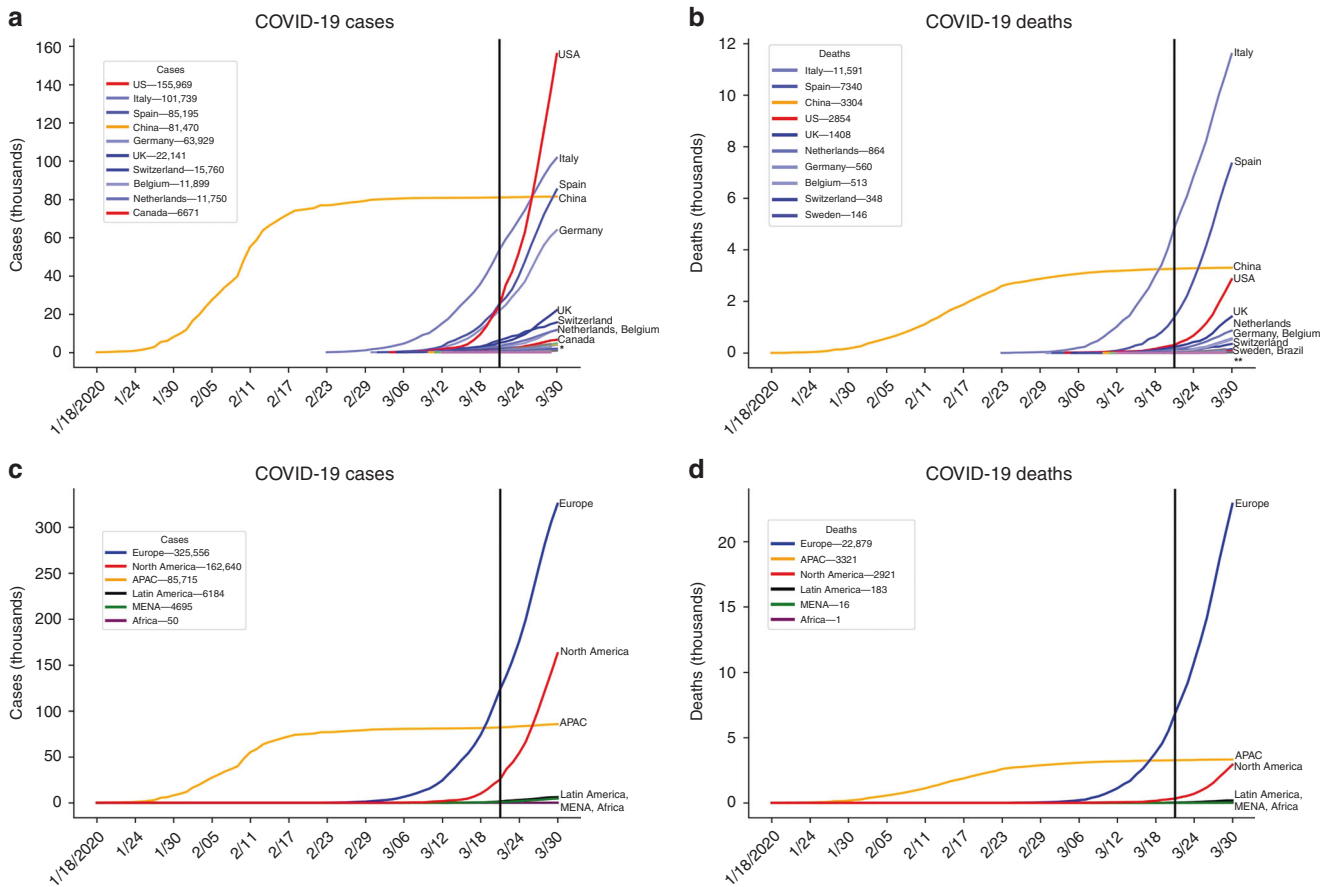 a
COVID-19 cases
160
140
120
100
80
60
40
20
0
Cases (thousands)
Cases
US—155,969
Italy—101,739
Spain—85,195
China—81,470
Germany—63,929
UK—22,141
Switzerland—15,760
Belgium—11,899
Netherlands—11,750
Canada—6671
USA
Italy
Spain
China
Germany
UK
Switzerland
Netherlands, Belgium
Canada
*
1/18/2020
1/24
1/30
2/05
2/11
2/17
2/23
2/29
3/06
3/12
3/18
3/24
3/30
b
COVID-19 deaths
12
10
8
6
4
2
0
Deaths (thousands)
Deaths
Italy—11,591
Spain—7340
China—3304
US—2854
UK—1408
Netherlands—864
Germany—560
Belgium—513
Switzerland—348
Sweden—146
Italy
Spain
China
USA
UK
Netherlands
Germany, Belgium
Switzerland
Sweden, Brazil
**
1/18/2020
1/24
1/30
2/05
2/11
2/17
2/23
2/29
3/06
3/12
3/18
3/24
3/30
c
COVID-19 cases
300
250
200
150
100
50
0
Cases (thousands)
Cases
Europe—325,556
North America—162,640
APAC—85,715
Latin America—6184
MENA—4695
Africa—50
Europe
North America
APAC
Latin America,
MENA, Africa
1/18/2020
1/24
1/30
2/05
2/11
2/17
2/23
2/29
3/06
3/12
3/18
3/24
3/30
d
COVID-19 deaths
20
15
10
5
0
Deaths (thousands)
Deaths
Europe—22,879
APAC—3321
North America—2921
Latin America—183
MENA—16
Africa—1
Europe
APAC
North America
Latin America,
MENA, Africa
1/18/2020
1/24
1/30
2/05
2/11
2/17
2/23
2/29
3/06
3/12
3/18
3/24
3/30